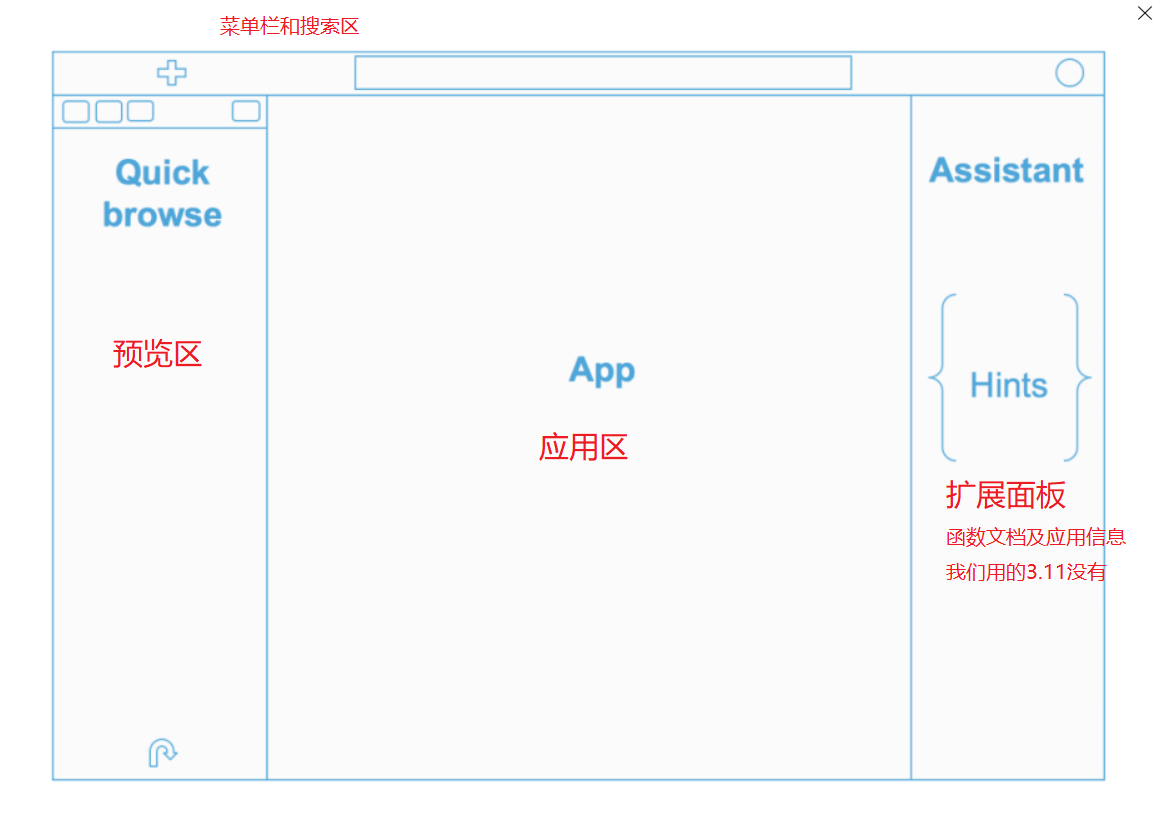 菜单栏和搜索区
Quick
browse
预览区
App
应用区
Assistant
Hints
扩展面板
函数文档及应用信息
我们用的3.11没有